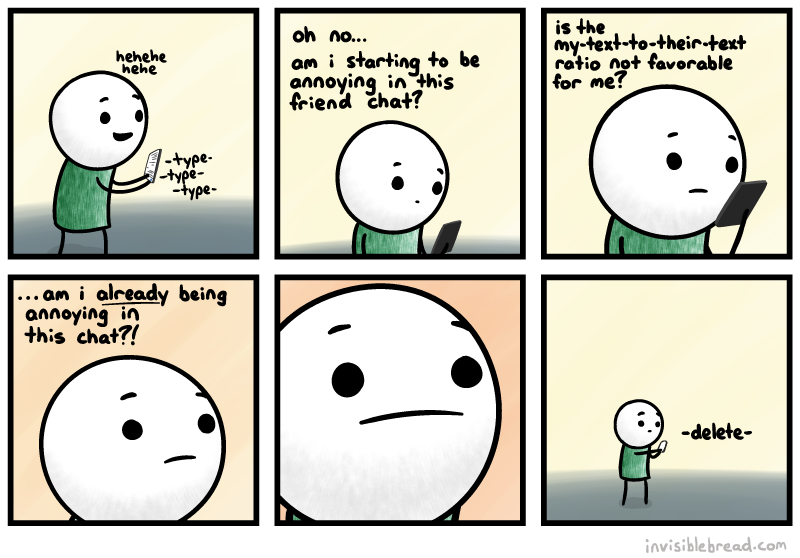 hehehe
hehe
-type-
-type-
-type-
oh no...
am i starting to be
annoying in this
friend chat?
is the
my-text-to-their-text
ratio not favorable
for me?
...am i already being
annoying in
this chat?!
-delete-
invisiblebread.com